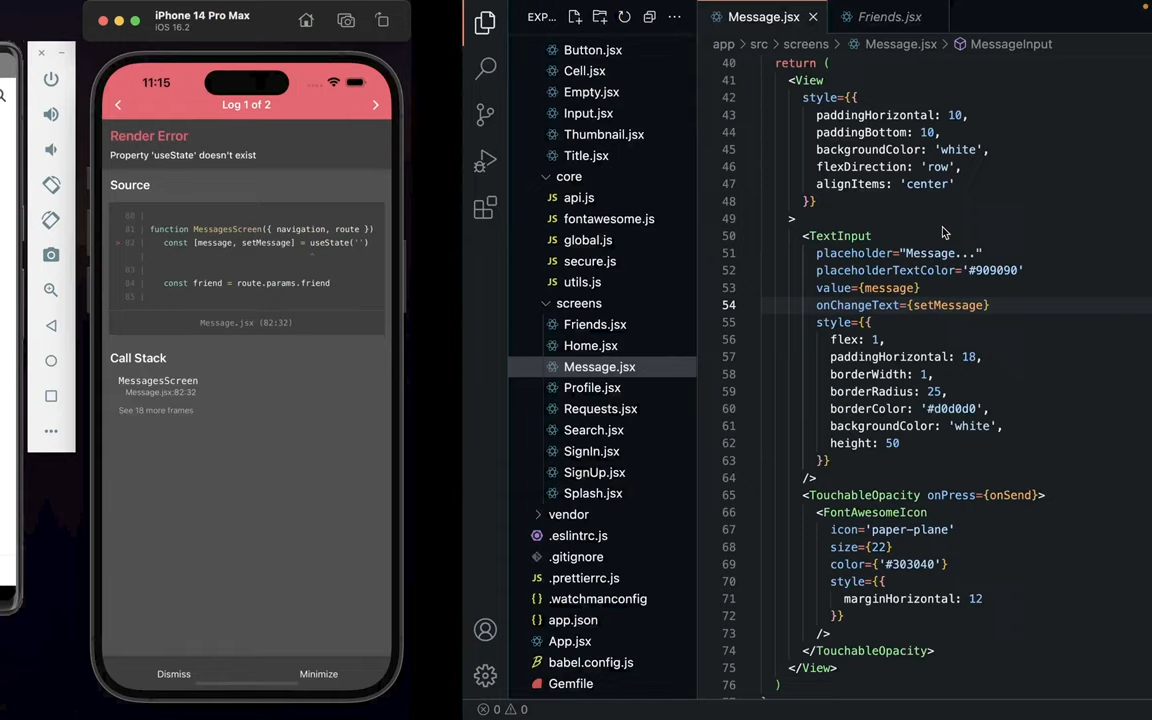 iPhone 14 Pro Max
iOS 16.2
11:15
Log 1 of 2
Render Error
Property 'useState' doesn't exist
Source
80 |
81 | function MessagesScreen({ navigation, route })
> 82 | const [message, setMessage] = useState('')
| ^
83 |
84 | const friend = route.params.friend
85 |
Message.jsx (82:32)
Call Stack
MessagesScreen
Message.jsx:82:32
See 18 more frames
Dismiss
Minimize
EXP...
Button.jsx
Cell.jsx
Empty.jsx
Input.jsx
Thumbnail.jsx
Title.jsx
core
api.js
fontawesome.js
global.js
secure.js
utils.js
screens
Friends.jsx
Home.jsx
Message.jsx
Profile.jsx
Requests.jsx
Search.jsx
SignIn.jsx
SignUp.jsx
Splash.jsx
vendor
.eslintrc.js
.gitignore
.prettierrc.js
.watchmanconfig
app.json
App.jsx
babel.config.js
Gemfile
0 0
Message.jsx
Friends.jsx
app > src > screens > Message.jsx > MessageInput
40 return (
41 <View
42 style={{
43 paddingHorizontal: 10,
44 paddingBottom: 10,
45 backgroundColor: 'white',
46 flexDirection: 'row',
47 alignItems: 'center'
48 }}
49 >
50 <TextInput
51 placeholder="Message..."
52 placeholderTextColor='#909090'
53 value={message}
54 onChangeText={setMessage}
55 style={{
56 flex: 1,
57 paddingHorizontal: 18,
58 borderWidth: 1,
59 borderRadius: 25,
60 borderColor: '#d0d0d0',
61 backgroundColor: 'white',
62 height: 50
63 }}
64 />
65 <TouchableOpacity onPress={onSend}>
66 <FontAwesomeIcon
67 icon='paper-plane'
68 size={22}
69 color={'#303040'}
70 style={{
71 marginHorizontal: 12
72 }}
73 />
74 </TouchableOpacity>
75 </View>
76 )